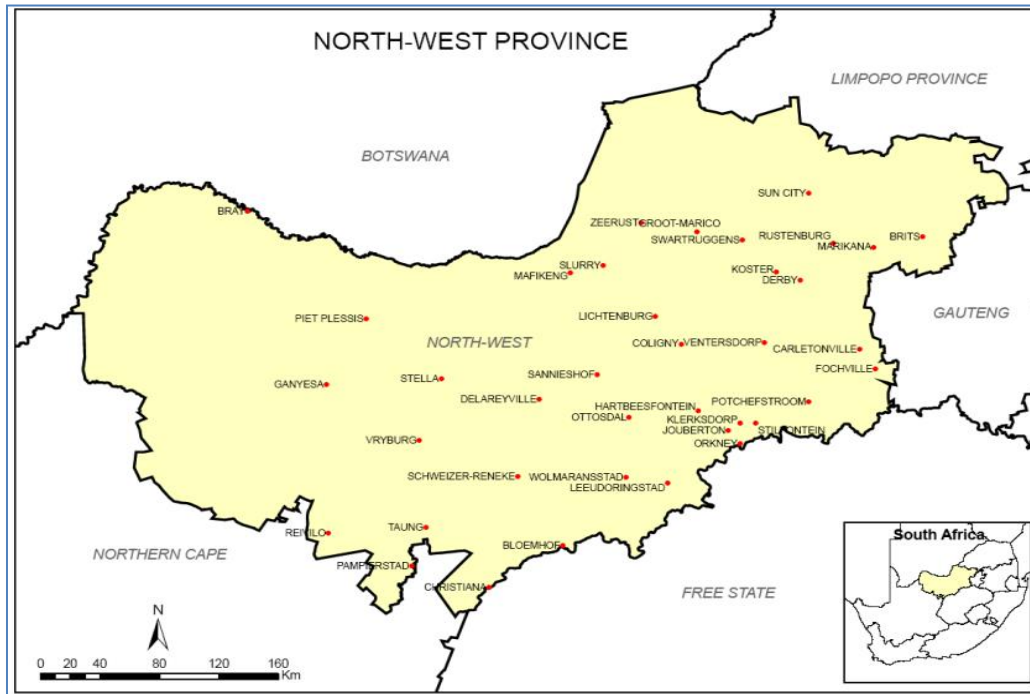 NORTH-WEST PROVINCE
LIMPOPO PROVINCE
BOTSWANA
SUN CITY
BRAY
ZEERUST
GROOT-MARICO
SWARTRUGGENS
RUSTENBURG
MARIKANA
BRITS
SLURRY
MAFIKENG
KOSTER
DERBY
GAUTENG
PIET PLESSIS
LICHTENBURG
NORTH-WEST
COLIGNY
VENTERSDORP
CARLETONVILLE
FOCHVILLE
GANYESA
STELLA
SANNIESHOF
DELAREYVILLE
HARTBEESFONTEIN
POTCHEFSTROOM
OTTOSDAL
KLERKSDORP
JOUBERTON
STILFONTEIN
ORKNEY
VRYBURG
SCHWEIZER-RENEKE
WOLMARANSSTAD
LEEUDORINGSTAD
REIVILO
TAUNG
BLOEMHOF
NORTHERN CAPE
PAMPIERSTAD
CHRISTIANA
FREE STATE
South Africa
N
0 20 40 80 120 160
Km